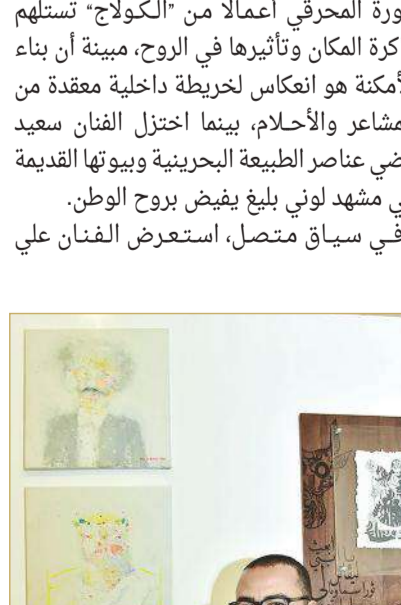 ورة المحرقي أعمالا من "الكولاج" تستلهم
كرة المكان وتأثيرها في الروح، مبينة أن بناء
أمكنة هو انعكاس لخريطة داخلية معقدة من
مشاعر والأحلام، بينما اختزل الفنان سعيد
ضي عناصر الطبيعة البحرينية وبيوتها القديمة
ي مشهد لوني بليغ يفيض بروح الوطن.
في سياق متصل، استعرض الفنان علي